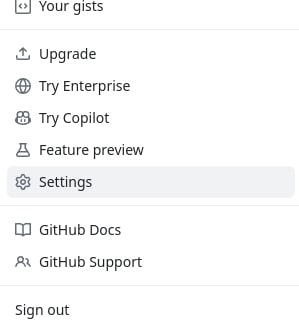 Your gists
Upgrade
Try Enterprise
Try Copilot
Feature preview
Settings
GitHub Docs
GitHub Support
Sign out